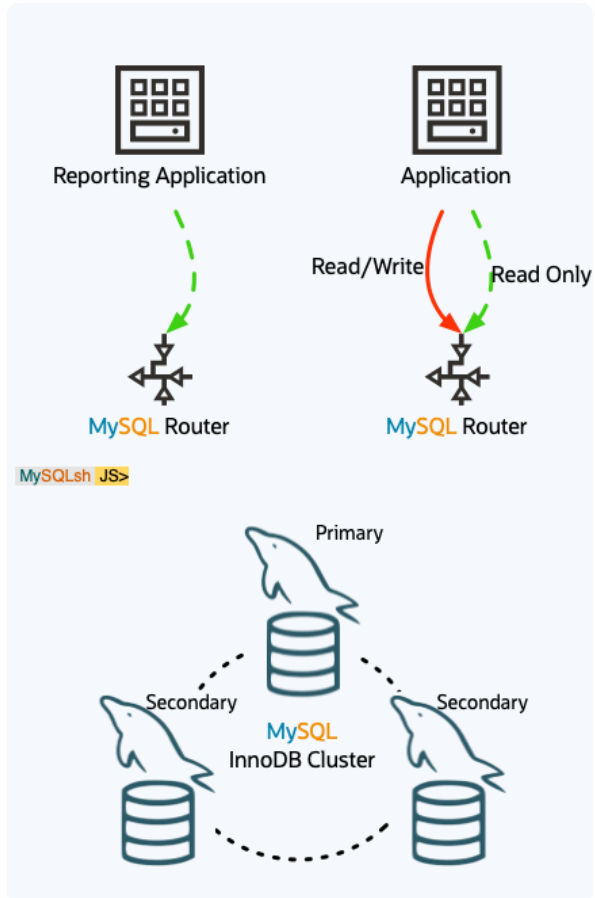 Reporting Application
Application
Read/Write
Read Only
MySQL Router
MySQL Router
MySQLsh JS>
Primary
Secondary
Secondary
MySQL
InnoDB Cluster